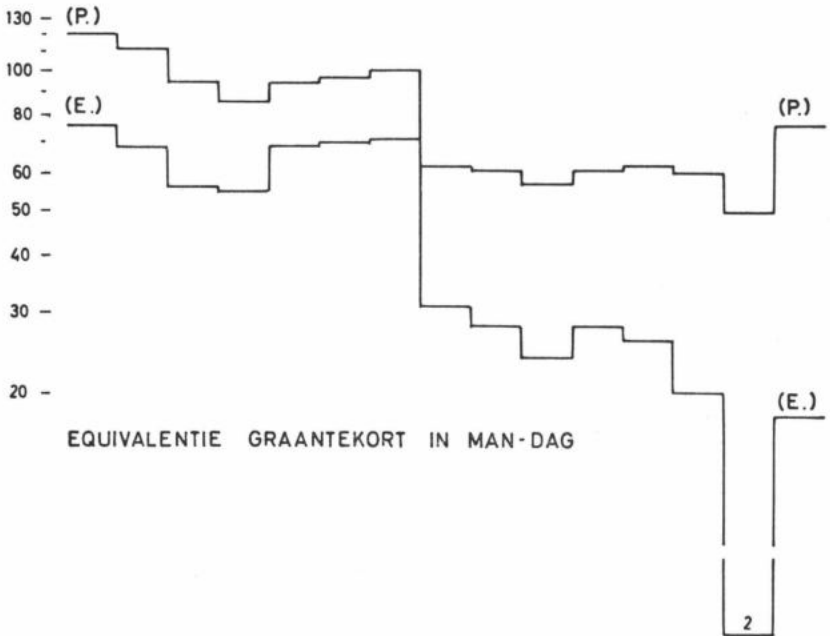 130 - (P.)
100 -
(E.)
80 -
(P.)
60 -
50 -
40 -
30 -
20 -
(E.)
EQUIVALENTIE GRAANTEKORT IN MAN-DAG
2